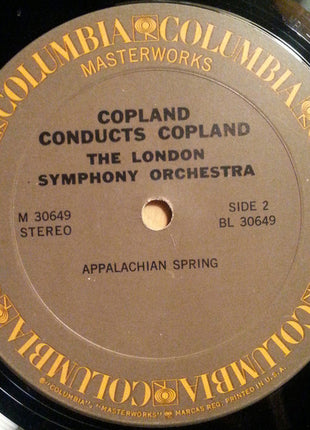 COLUMBIA COLUMBIA
MASTERWORKS
COPLAND
CONDUCTS COPLAND
THE LONDON
SYMPHONY ORCHESTRA
M 30649
STEREO
SIDE 2
BL 30649
APPALACHIAN SPRING
COLUMBIA COLUMBIA
"COLUMBIA", "MASTERWORKS", MARCAS REG. PRINTED IN U.S.A.